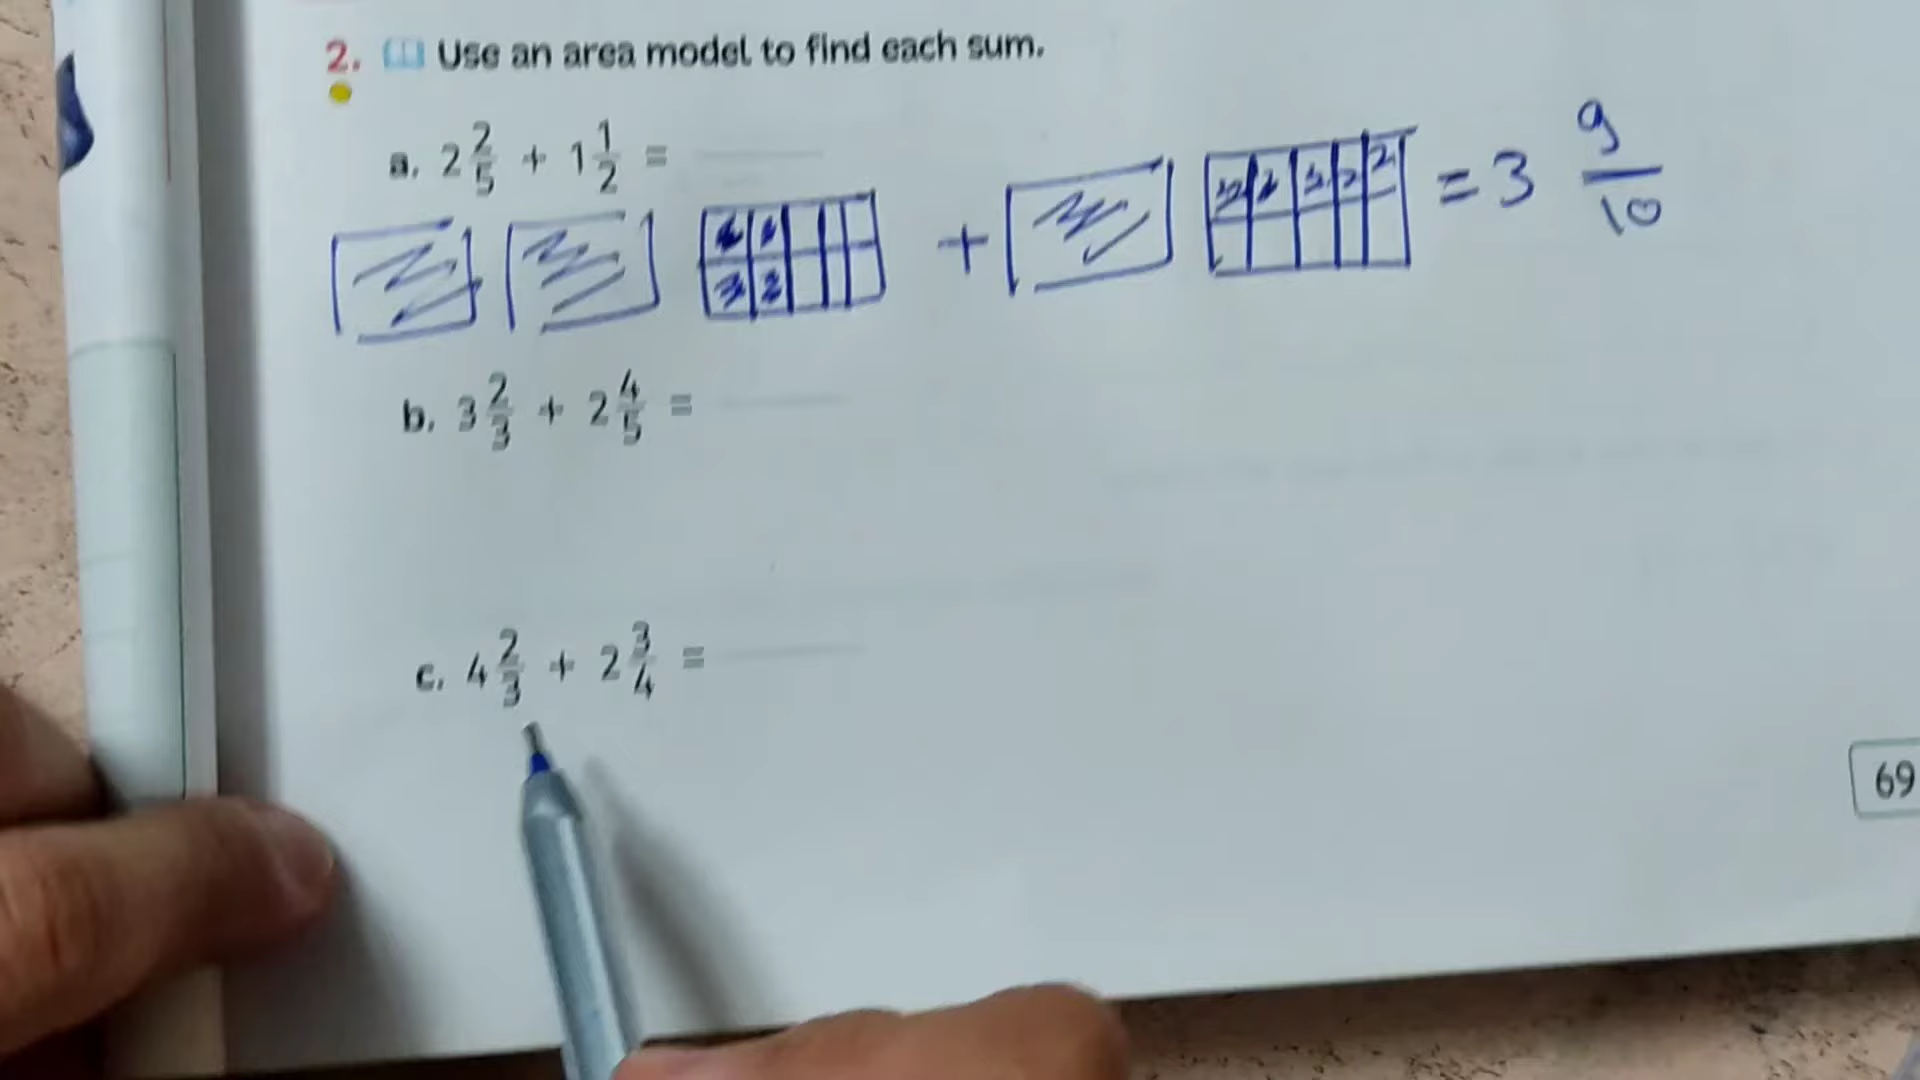 2. Use an area model to find each sum.
a. 2 2/5 + 1 1/2 =
+ = 3 9/10
b. 3 2/3 + 2 4/5 =
c. 4 2/3 + 2 3/4 =
69